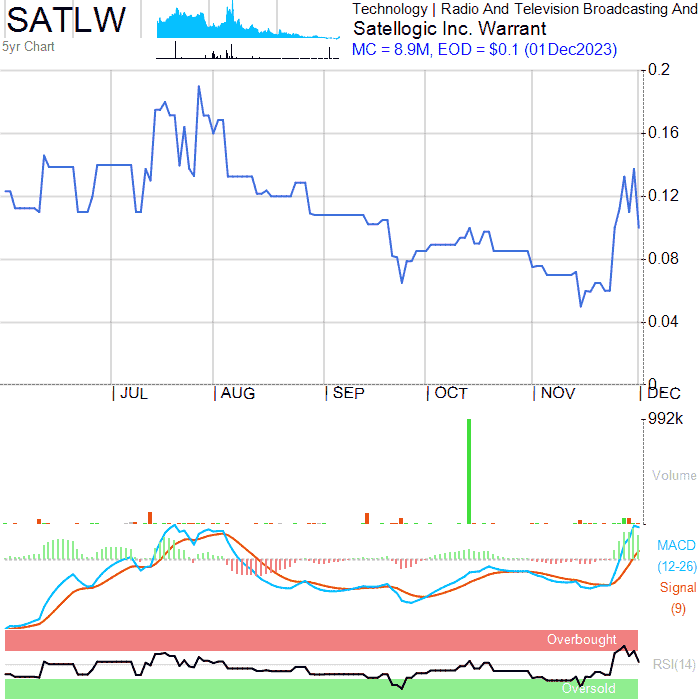 SATLW
5yr Chart
Technology | Radio And Television Broadcasting And
Satellogic Inc. Warrant
MC = 8.9M, EOD = $0.1 (01Dec2023)
0.2
0.16
0.12
0.08
0.04
0
JUL AUG SEP OCT NOV DEC
992k
Volume
MACD
(12-26)
Signal
(9)
Overbought
RSI(14)
Oversold